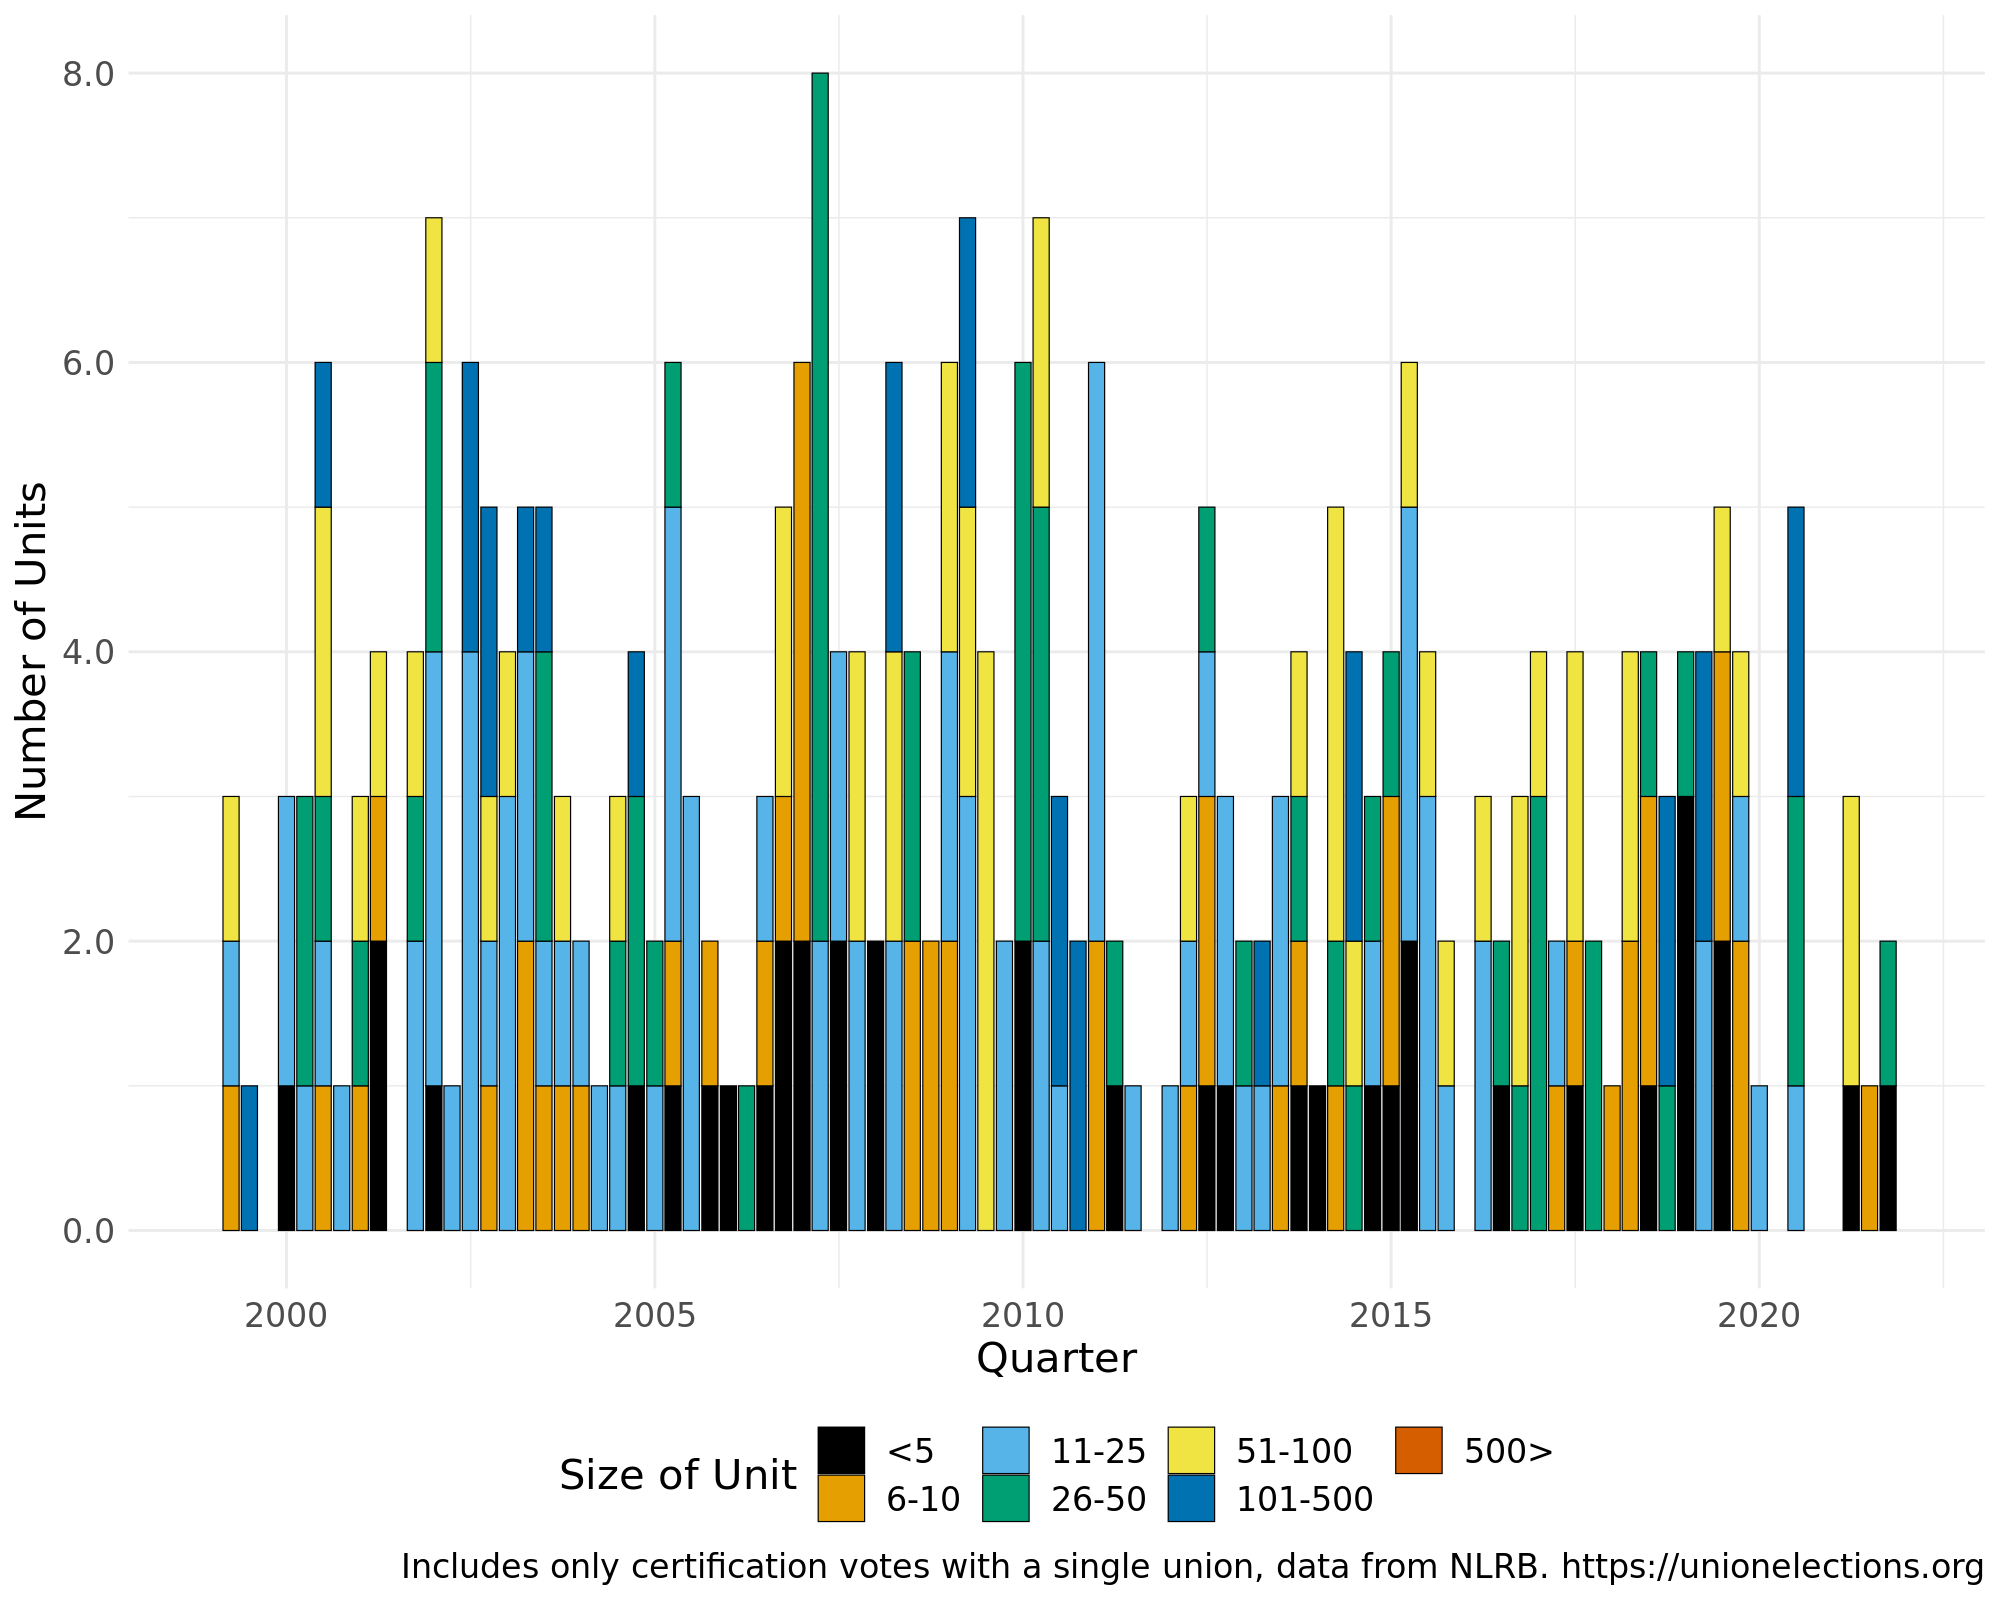 8.0
6.0
4.0
2.0
0.0
Number of Units
2000 2005 2010 2015 2020
Quarter
Size of Unit
<5 11-25 51-100 500>
6-10 26-50 101-500
Includes only certification votes with a single union, data from NLRB. https://unionelections.org